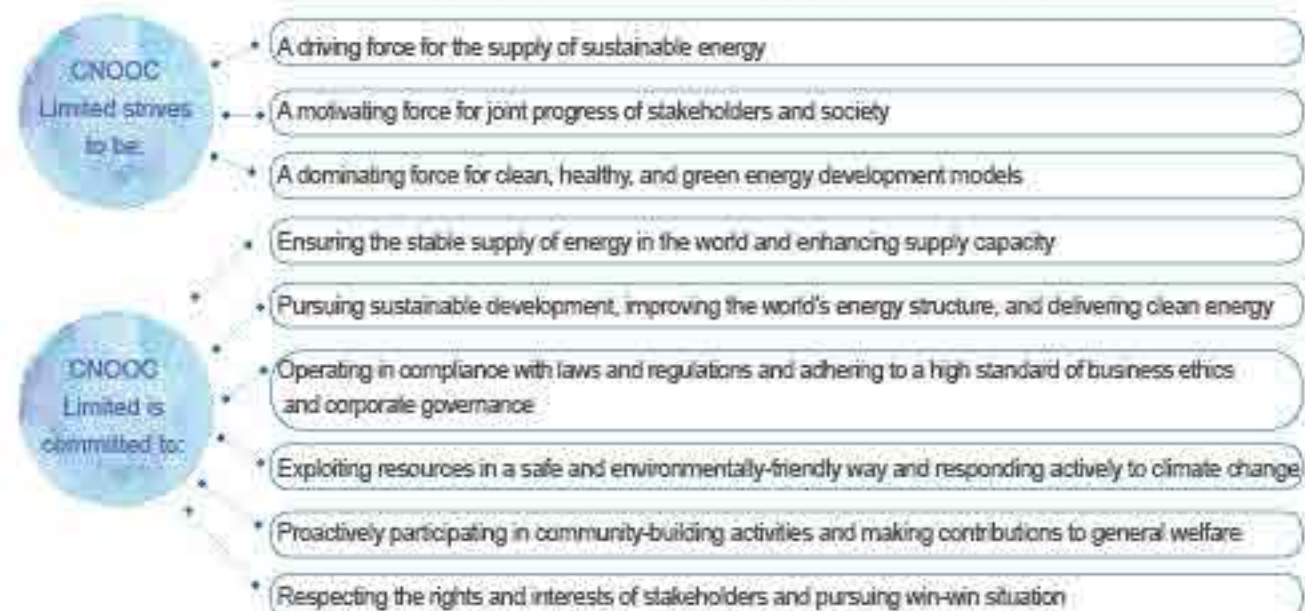 CNOOC
Limited strives
to be:
A driving force for the supply of sustainable energy
A motivating force for joint progress of stakeholders and society
A dominating force for clean, healthy, and green energy development models
CNOOC
Limited is
committed to:
Ensuring the stable supply of energy in the world and enhancing supply capacity
Pursuing sustainable development, improving the world's energy structure, and delivering clean energy
Operating in compliance with laws and regulations and adhering to a high standard of business ethics
and corporate governance
Exploiting resources in a safe and environmentally-friendly way and responding actively to climate change
Proactively participating in community-building activities and making contributions to general welfare
Respecting the rights and interests of stakeholders and pursuing win-win situation